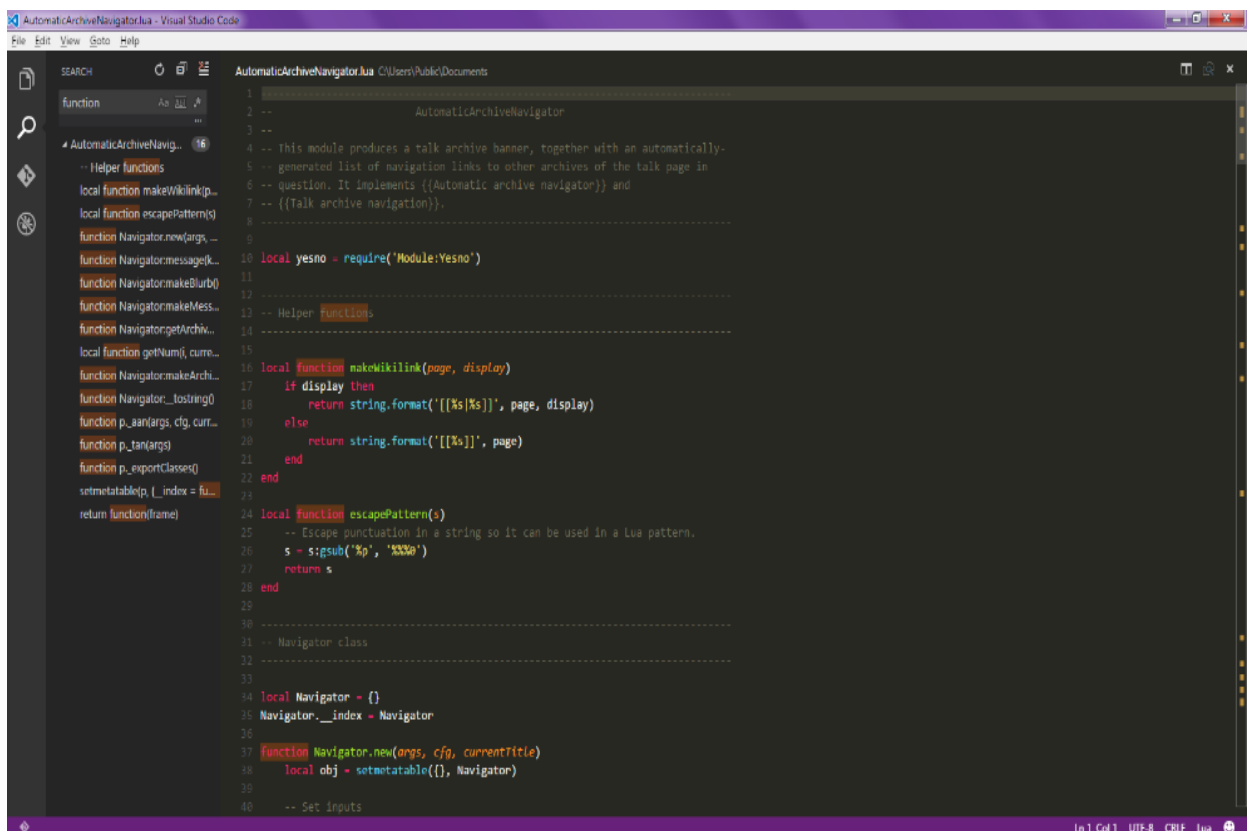 AutomaticArchiveNavigator.lua - Visual Studio Code
File Edit View Goto Help
SEARCH
function
AutomaticArchiveNavig... 16
-- Helper functions
local function makeWikilink(p...
local function escapePattern(s)
function Navigator.new(args, ...
function Navigator:message(k...
function Navigator:makeBlurb()
function Navigator:makeMess...
function Navigator:getArchiv...
local function getNum(i, curre...
function Navigator:makeArchi...
function Navigator:__tostring()
function p._aan(args, cfg, curr...
function p._tan(args)
function p._exportClasses()
setmetatable(p, {__index = fu...
return function(frame)
AutomaticArchiveNavigator.lua C:\Users\Public\Documents
1 -----------------------------------------------------------------------------
2 -- AutomaticArchiveNavigator
3 --
4 -- This module produces a talk archive banner, together with an automatically-
5 -- generated list of navigation links to other archives of the talk page in
6 -- question. It implements {{Automatic archive navigator}} and
7 -- {{Talk archive navigation}}.
8 -----------------------------------------------------------------------------
9
10 local yesno = require('Module:Yesno')
11
12 -----------------------------------------------------------------------------
13 -- Helper functions
14 -----------------------------------------------------------------------------
15
16 local function makeWikilink(page, display)
17 if display then
18 return string.format('[[%s|%s]]', page, display)
19 else
20 return string.format('[[%s]]', page)
21 end
22 end
23
24 local function escapePattern(s)
25 -- Escape punctuation in a string so it can be used in a Lua pattern.
26 s = s:gsub('%p', '%%%0')
27 return s
28 end
29
30 -----------------------------------------------------------------------------
31 -- Navigator class
32 -----------------------------------------------------------------------------
33
34 local Navigator = {}
35 Navigator.__index = Navigator
36
37 function Navigator.new(args, cfg, currentTitle)
38 local obj = setmetatable({}, Navigator)
39
40 -- Set inputs
Ln 1, Col 1 UTF-8 CRLF Lua